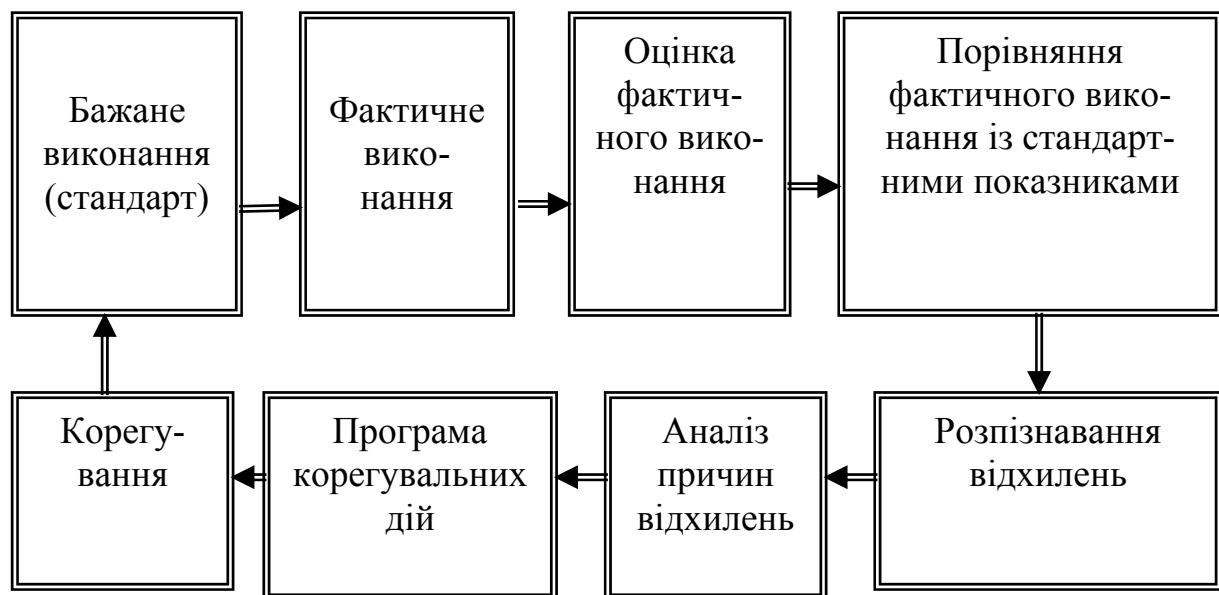 Бажане
виконання
(стандарт)
Фактичне
вико-
нання
Оцінка
фактич-
ного вико-
нання
Порівняння
фактичного вико-
нання із стандарт-
ними показниками
Розпізнавання
відхилень
Аналіз
причин
відхилень
Програма
корегувальних
дій
Корегу-
вання